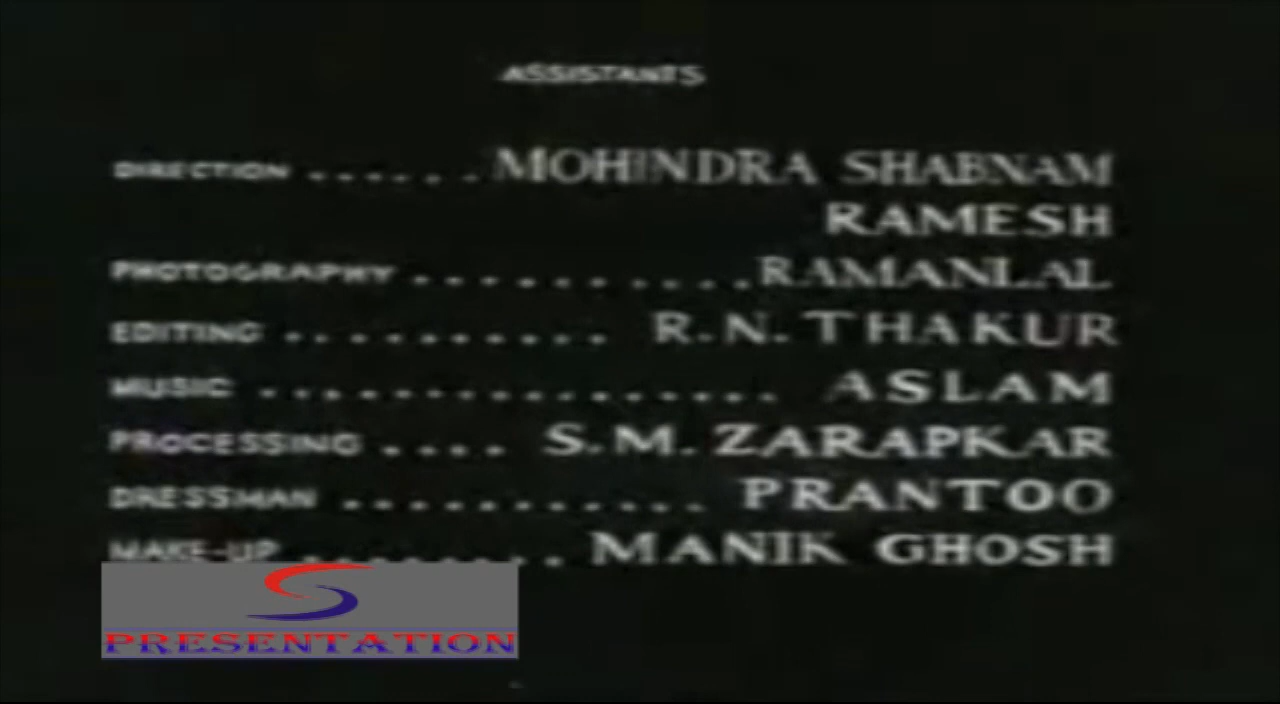 ASSISTANTS
DIRECTION ...... MOHINDRA SHABNAM
RAMESH
PHOTOGRAPHY ........... RAMANLAL
EDITING ........... R.N. THAKUR
MUSIC ................. ASLAM
PROCESSING .... S.M. ZARAPKAR
DRESSMAN ............. PRANTOO
MAKE-UP ........ MANIK GHOSH
PRESENTATION